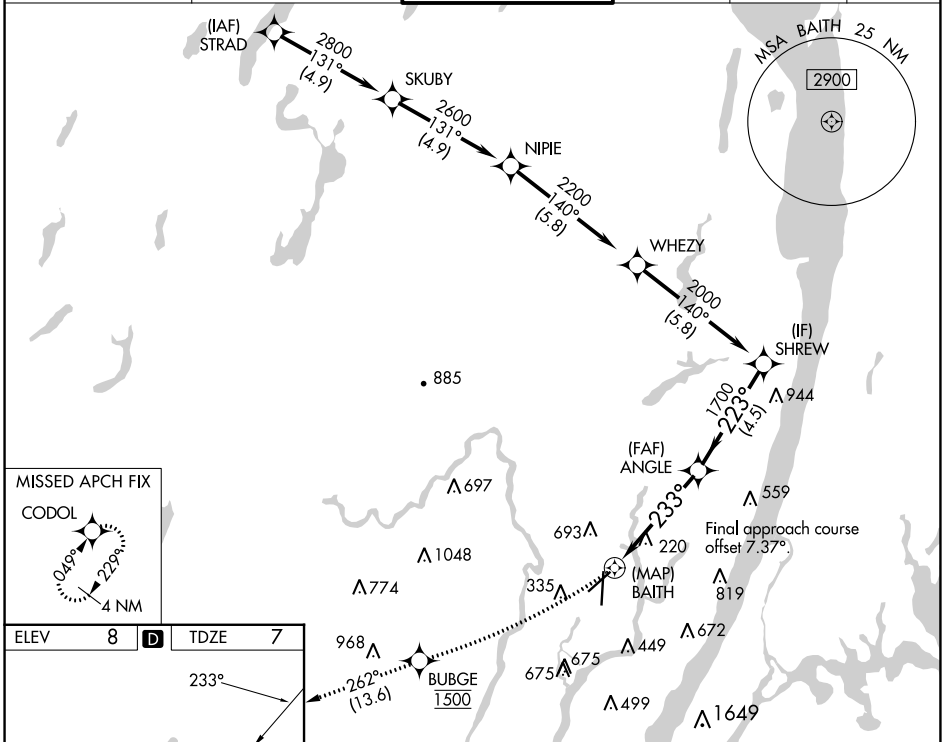 (IAF)
STRAD
2800
131°
(4.9)
SKUBY
2600
131°
(4.9)
NIPIE
2200
140°
(5.8)
WHEZY
2000
140°
(5.8)
(IF)
SHREW
MSA BAITH 25 NM
2900
885
944
1700
223°
(4.5)
(FAF)
ANGLE
233°
697
559
693
220
Final approach course
offset 7.37°.
MISSED APCH FIX
CODOL
049°
229°
4 NM
1048
774
335
(MAP)
BAITH
819
968
672
449
675
675
BUBGE
1500
262°
(13.6)
499
1649
ELEV 8 D TDZE 7
233°